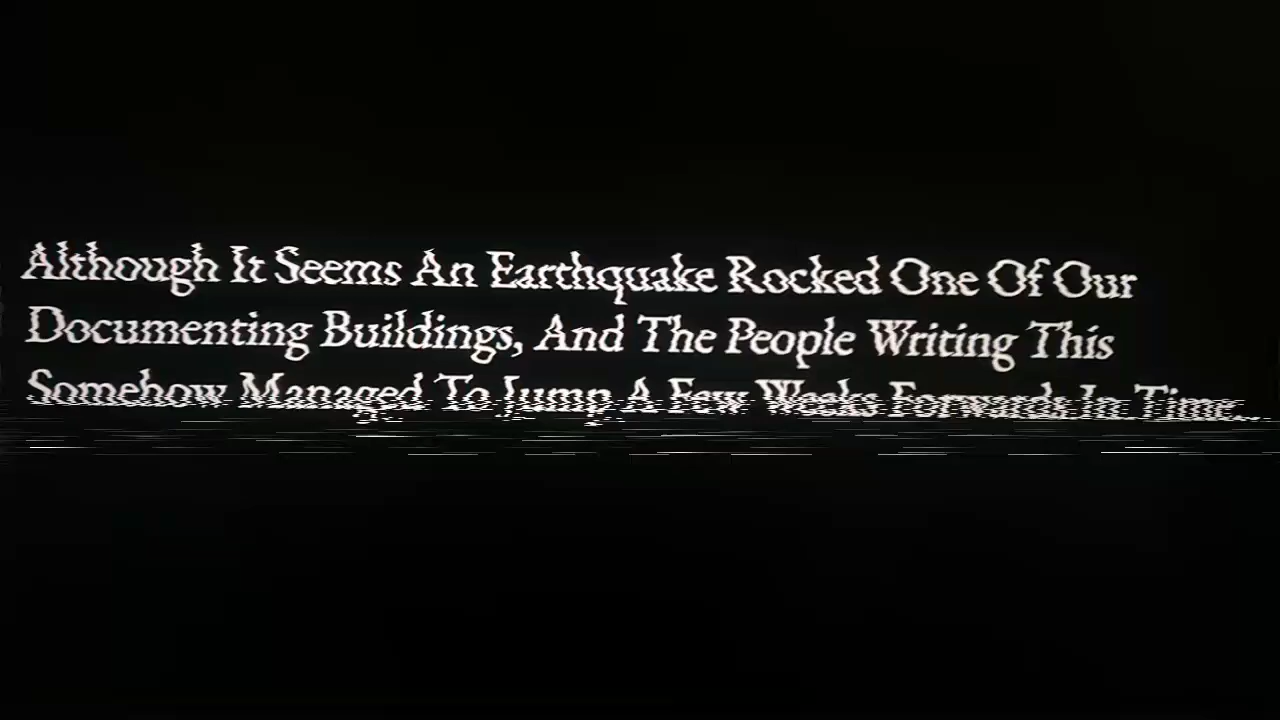 Although It Seems An Earthquake Rocked One Of Our
Documenting Buildings, And The People Writing This
Somehow Managed To Jump A Few Weeks Forwards In Time...